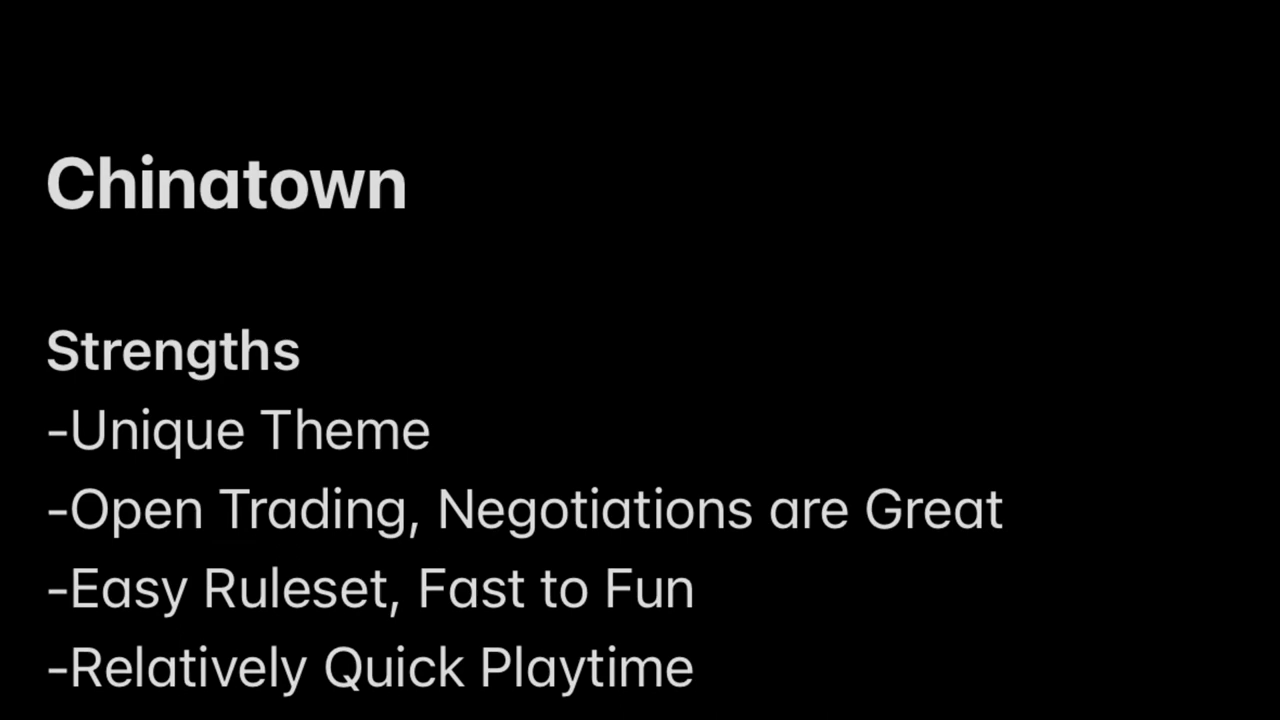 Chinatown
Strengths
-Unique Theme
-Open Trading, Negotiations are Great
-Easy Ruleset, Fast to Fun
-Relatively Quick Playtime